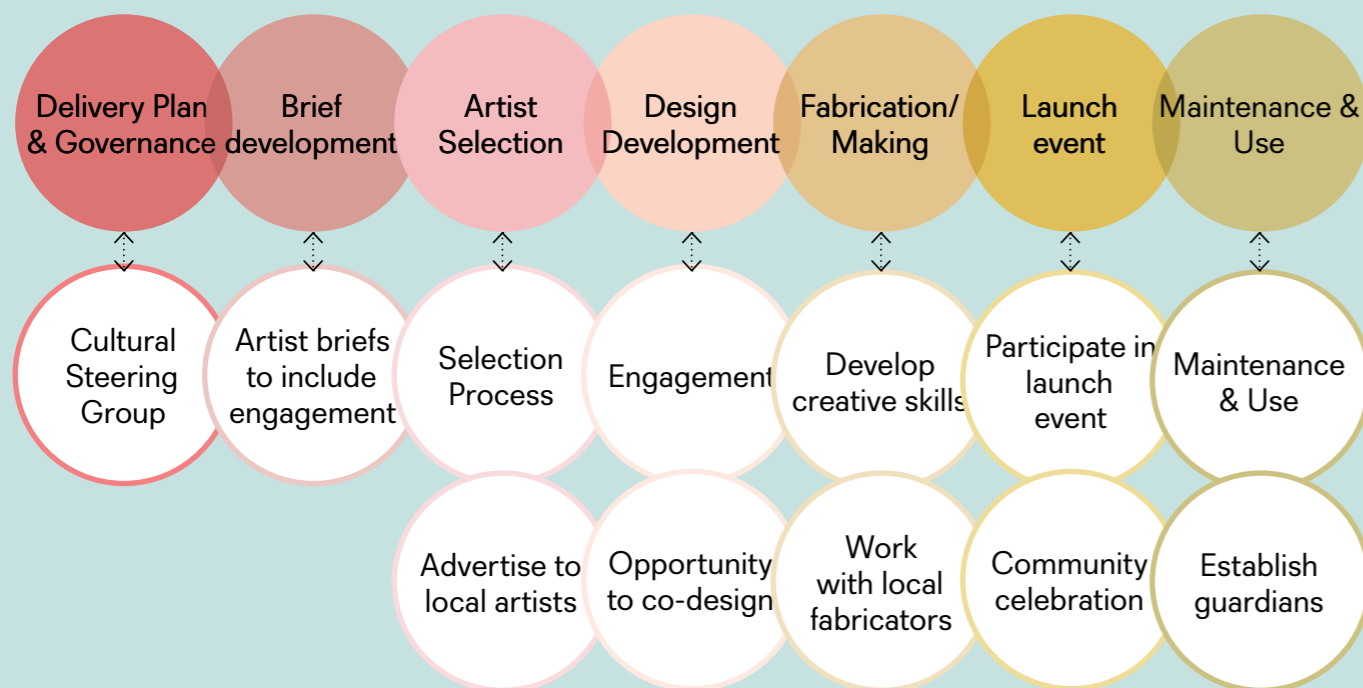 Delivery Plan
& Governance
Brief
development
Artist
Selection
Design
Development
Fabrication/
Making
Launch
event
Maintenance &
Use
Cultural
Steering
Group
Artist briefs
to include
engagement
Selection
Process
Engagement
Develop
creative skills
Participate in
launch
event
Maintenance
& Use
Advertise to
local artists
Opportunity
to co-design
Work
with local
fabricators
Community
celebration
Establish
guardians